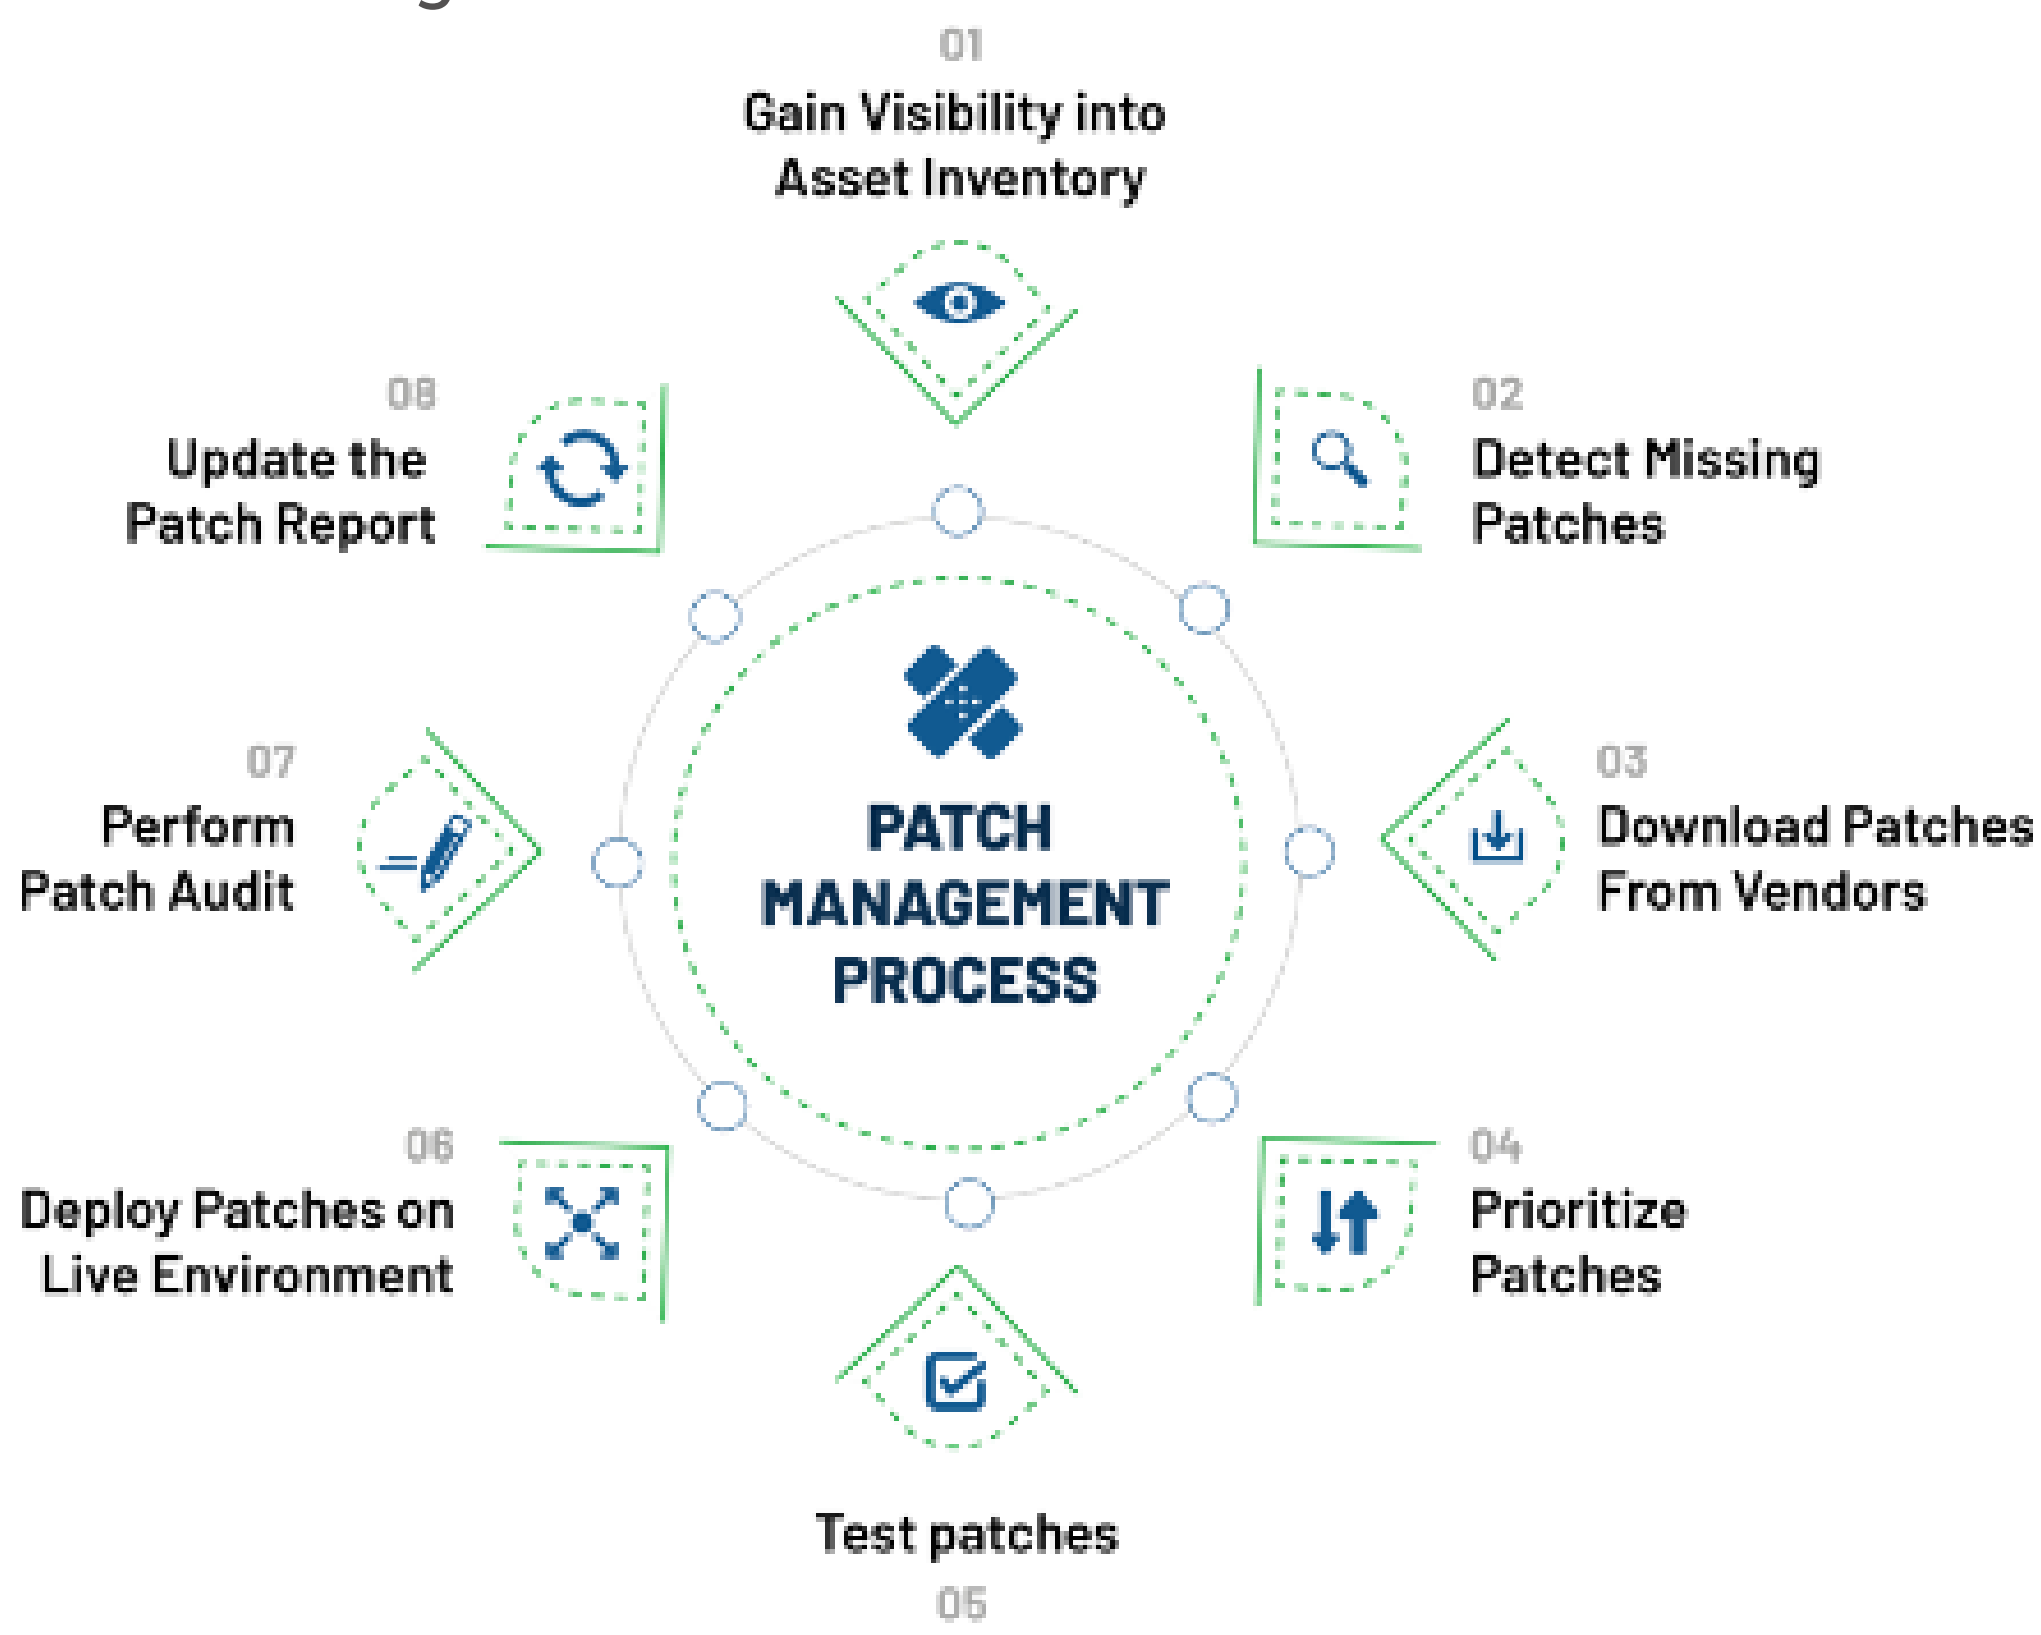 01
Gain Visibility into
Asset Inventory
02
Detect Missing
Patches
03
Download Patches
From Vendors
04
Prioritize
Patches
Test patches
05
06
Deploy Patches on
Live Environment
07
Perform
Patch Audit
08
Update the
Patch Report
PATCH
MANAGEMENT
PROCESS